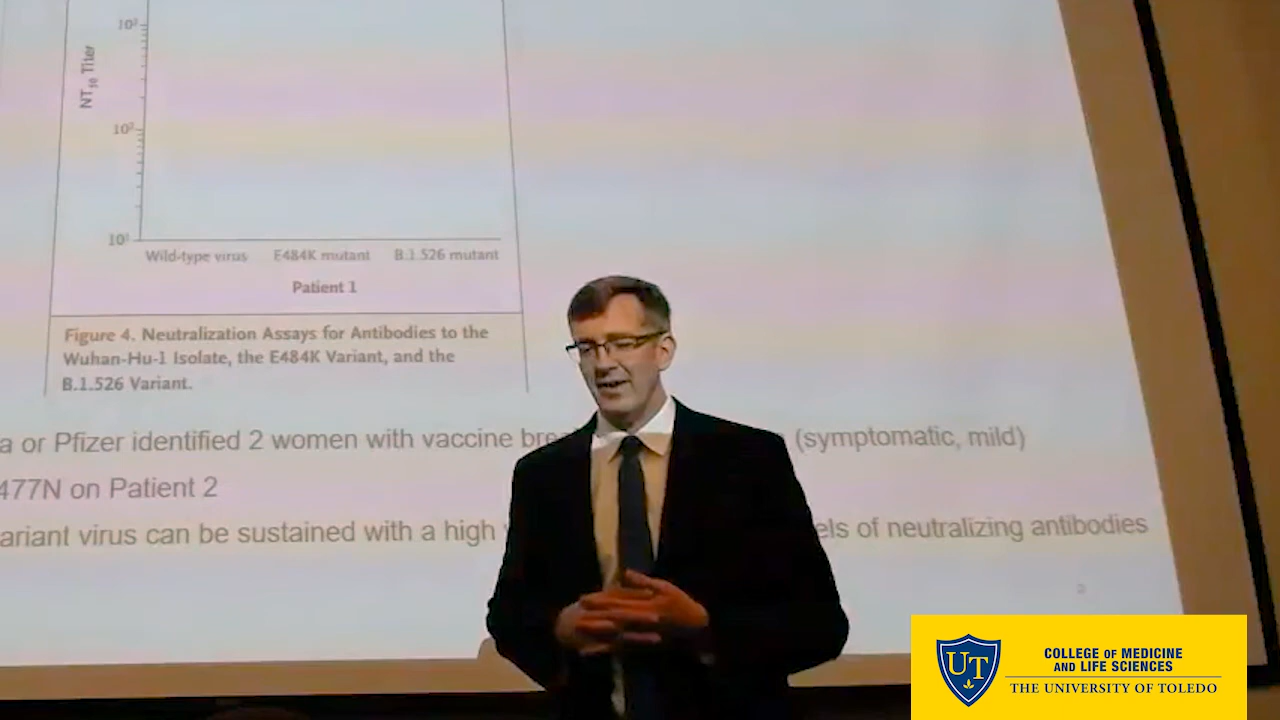 10³
NT₅₀ Titer
10²
10¹
Wild-type virus E484K mutant B.1.526 mutant
Patient 1
Figure 4. Neutralization Assays for Antibodies to the
Wuhan-Hu-1 Isolate, the E484K Variant, and the
B.1.526 Variant.
a or Pfizer identified 2 women with vaccine (symptomatic, mild)
477N on Patient 2
ariant virus can be sustained with a high els of neutralizing antibodies
UT
COLLEGE OF MEDICINE
AND LIFE SCIENCES
THE UNIVERSITY OF TOLEDO